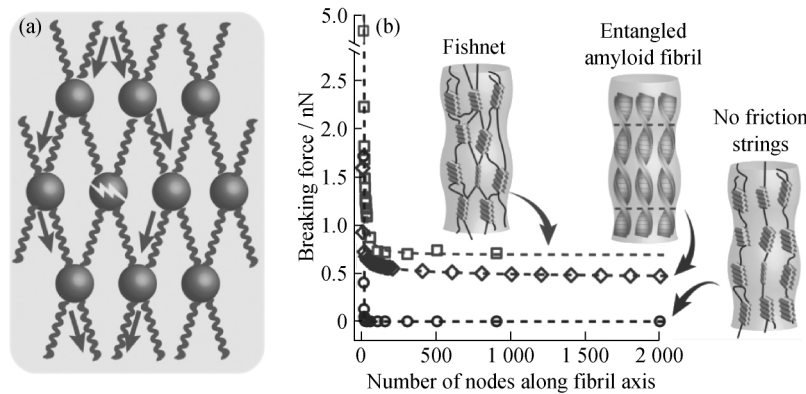 (a)
(b)
5.0
2.5
2.0
1.5
1.0
0.5
0
Breaking force / nN
Fishnet
Entangled
amyloid fibril
No friction
strings
0
500
1 000
1 500
2 000
Number of nodes along fibril axis